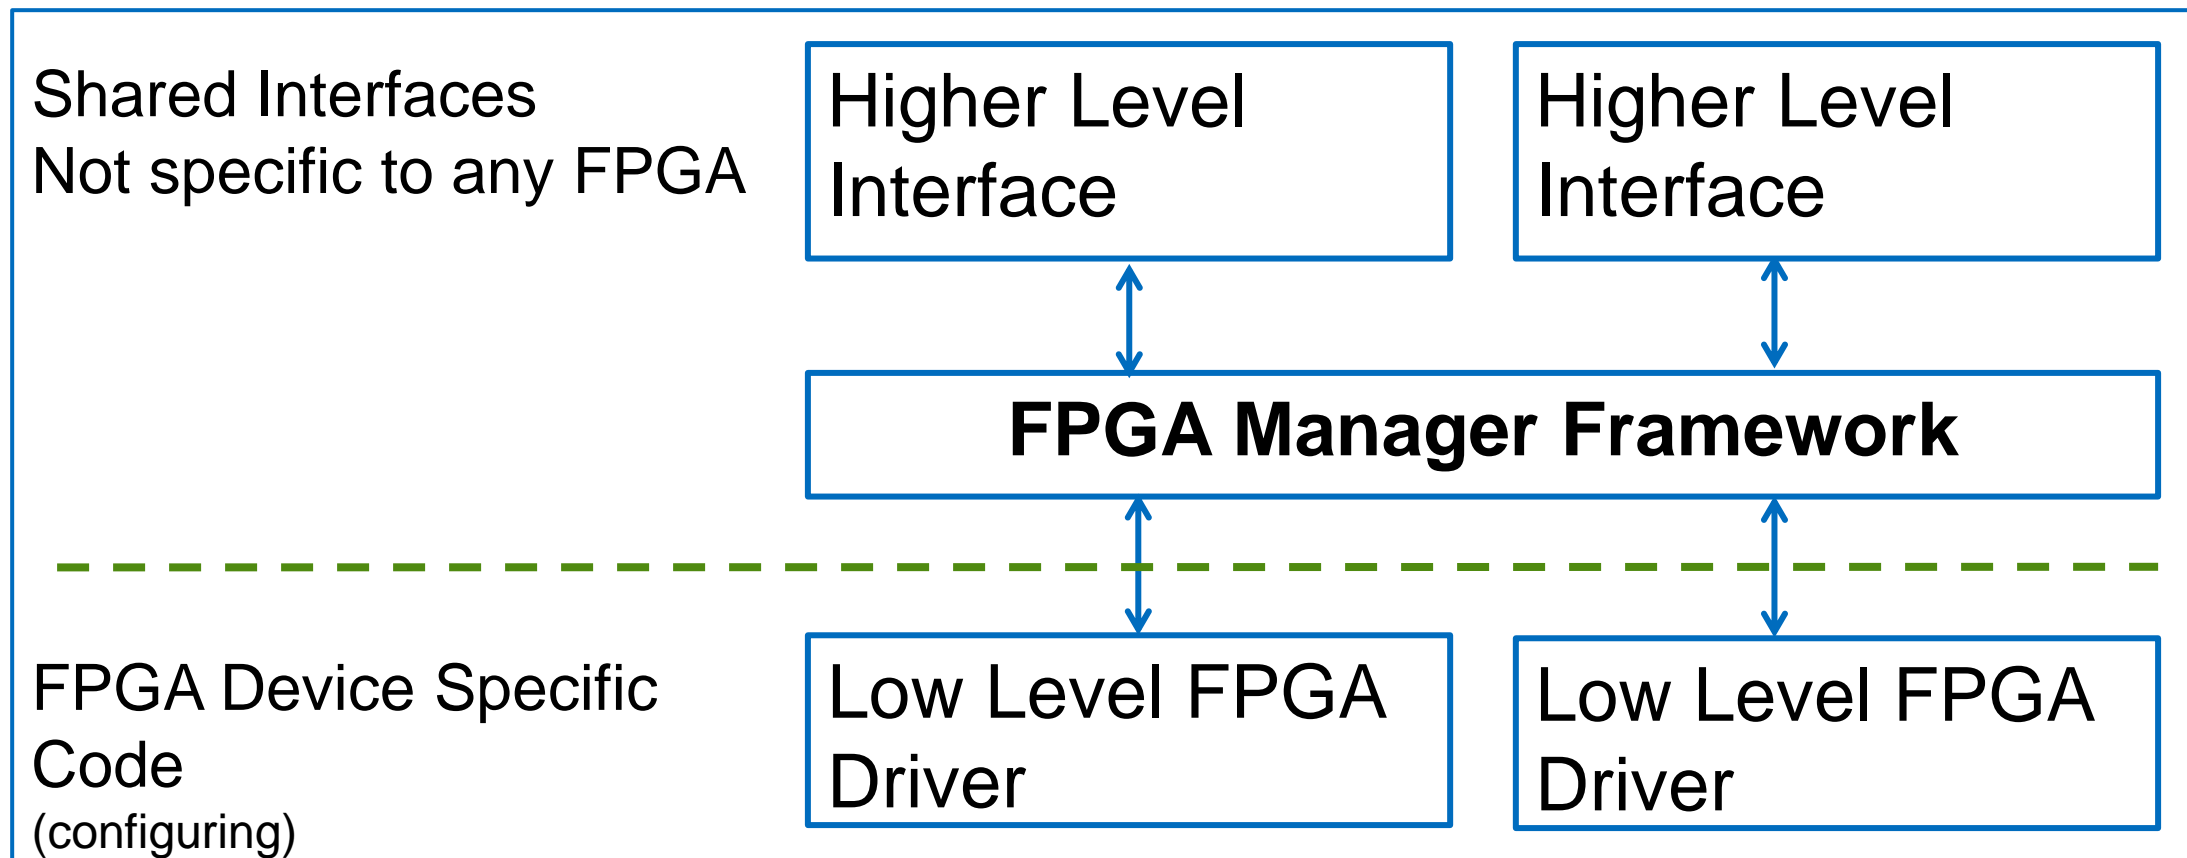 Shared Interfaces
Not specific to any FPGA
Higher Level
Interface
Higher Level
Interface
FPGA Manager Framework
FPGA Device Specific
Code
(configuring)
Low Level FPGA
Driver
Low Level FPGA
Driver